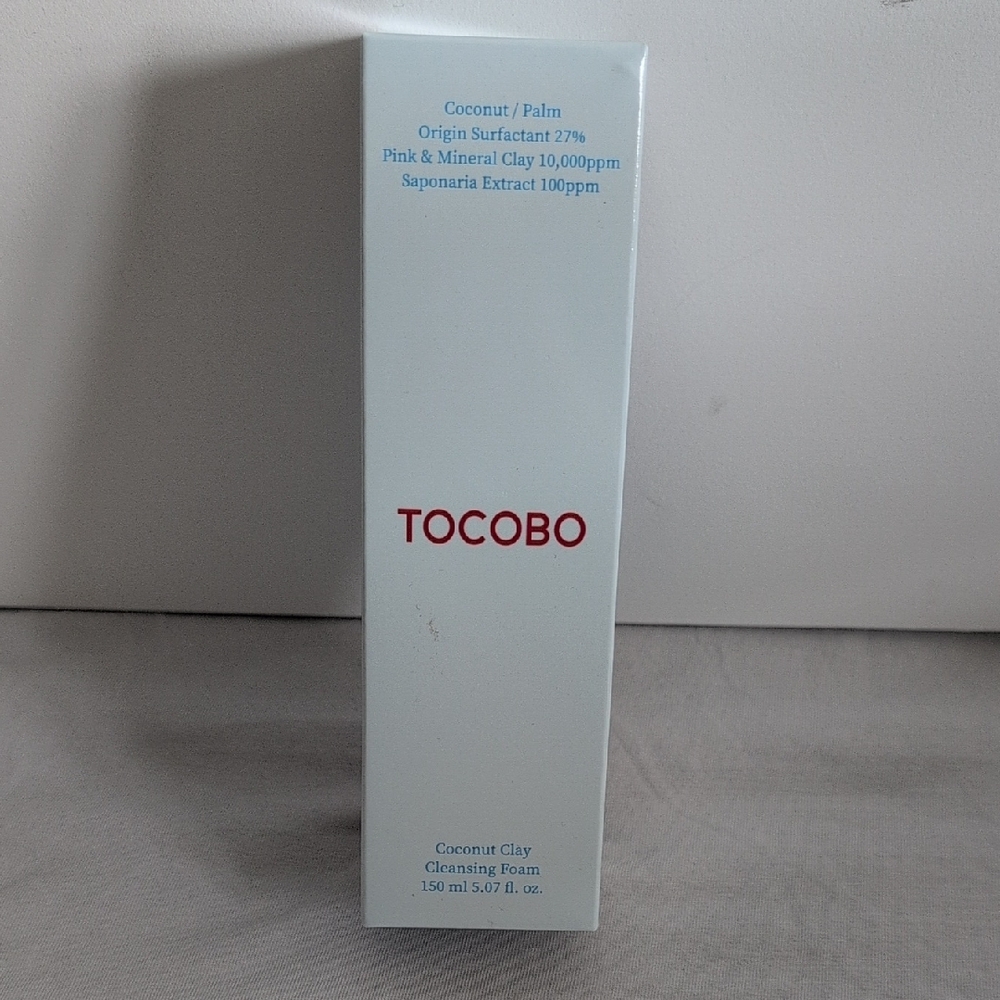 Coconut / Palm
Origin Surfactant 27%
Pink & Mineral Clay 10,000ppm
Saponaria Extract 100ppm
TOCOBO
Coconut Clay
Cleansing Foam
150 ml 5.07 fl. oz.